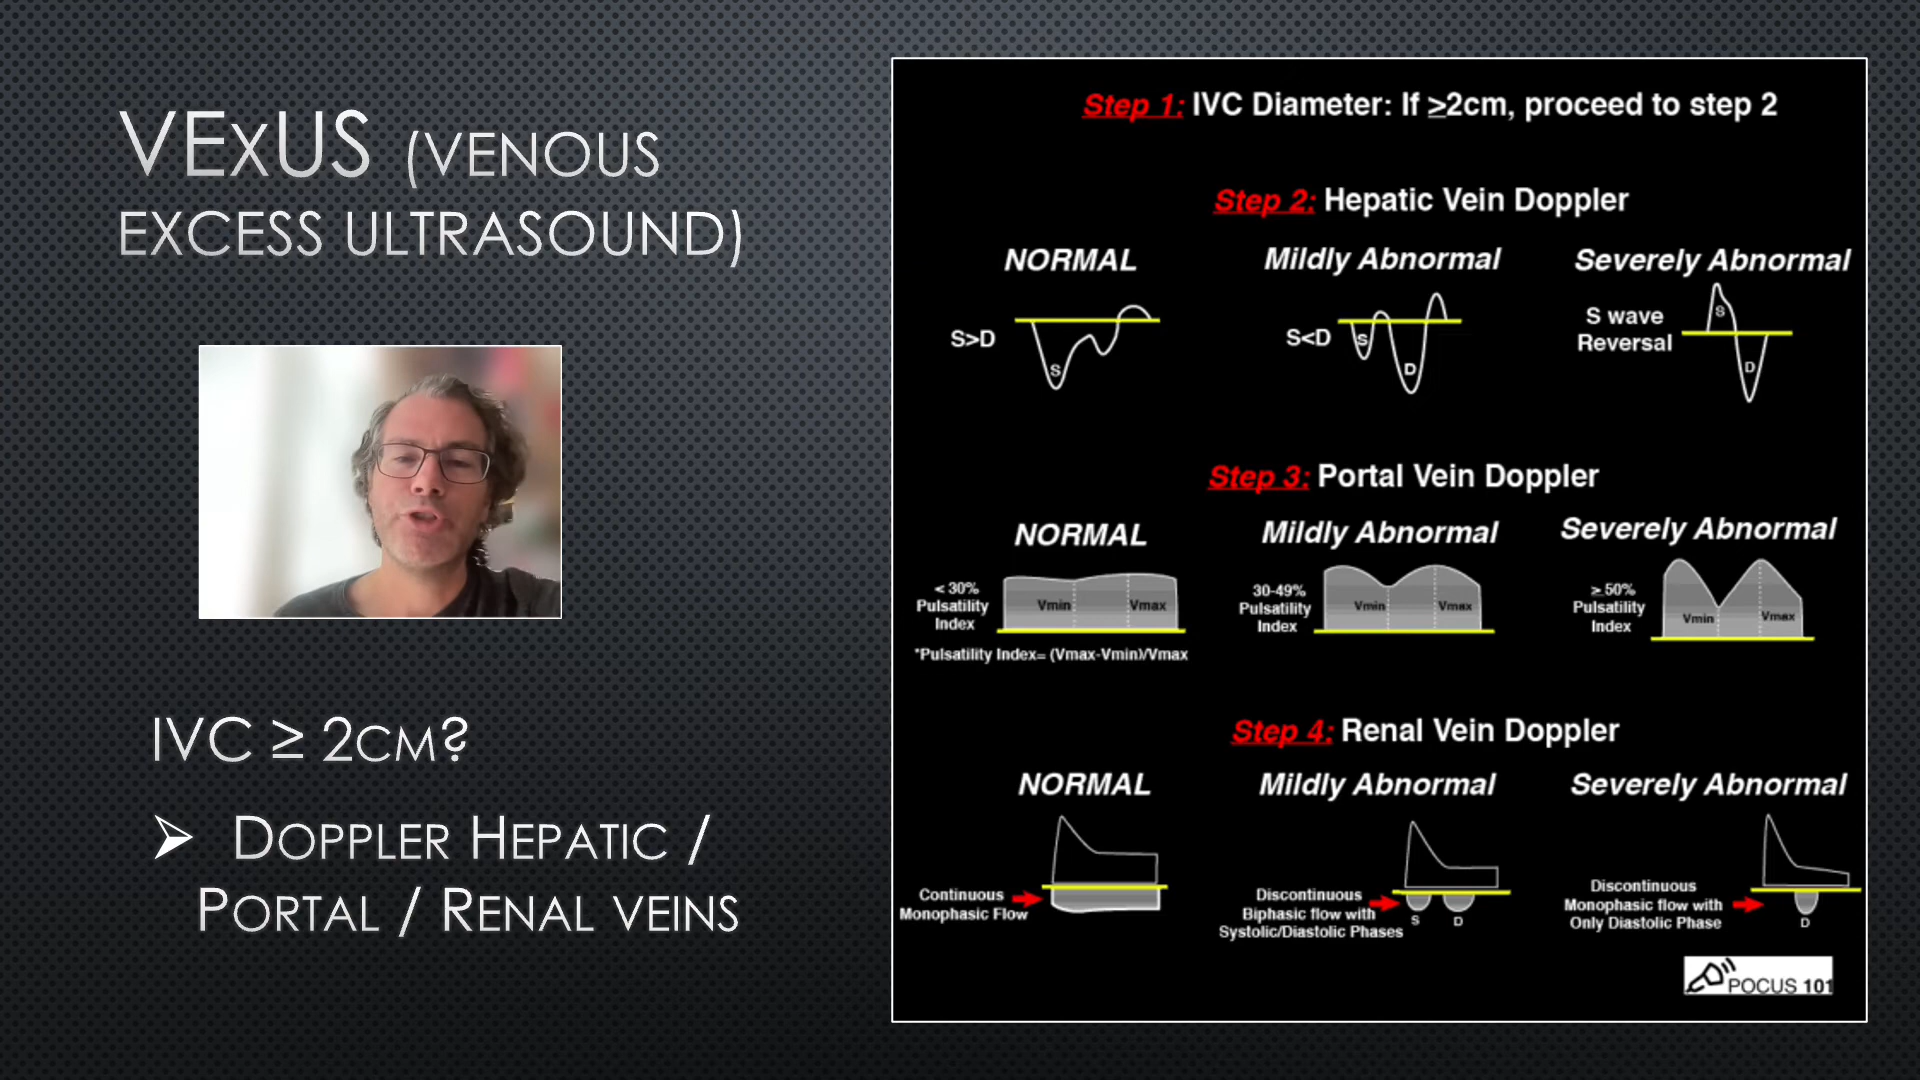 VExUS (VENOUS
EXCESS ULTRASOUND)
IVC ≥ 2CM?
➢ DOPPLER HEPATIC /
PORTAL / RENAL VEINS
Step 1: IVC Diameter: If ≥2cm, proceed to step 2
Step 2: Hepatic Vein Doppler
NORMAL
Mildly Abnormal
Severely Abnormal
S>D
S
S<D
S
D
S wave
Reversal
S
D
Step 3: Portal Vein Doppler
NORMAL
Mildly Abnormal
Severely Abnormal
< 30%
Pulsatility
Index
Vmin
Vmax
30-49%
Pulsatility
Index
Vmin
Vmax
≥ 50%
Pulsatility
Index
Vmin
Vmax
*Pulsatility Index= (Vmax-Vmin)/Vmax
Step 4: Renal Vein Doppler
NORMAL
Mildly Abnormal
Severely Abnormal
Continuous
Monophasic Flow
Discontinuous
Biphasic flow with
Systolic/Diastolic Phases
S
D
Discontinuous
Monophasic flow with
Only Diastolic Phase
D
POCUS 101